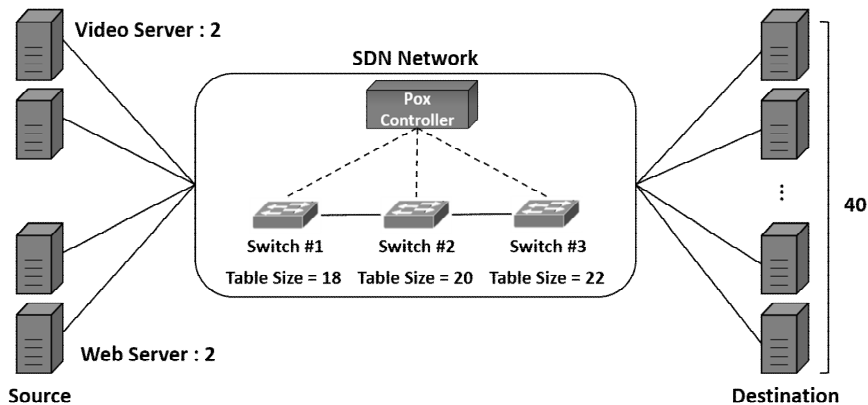 Video Server : 2
SDN Network
Pox
Controller
Switch #1
Switch #2
Switch #3
Table Size = 18
Table Size = 20
Table Size = 22
...
40
Web Server : 2
Source
Destination